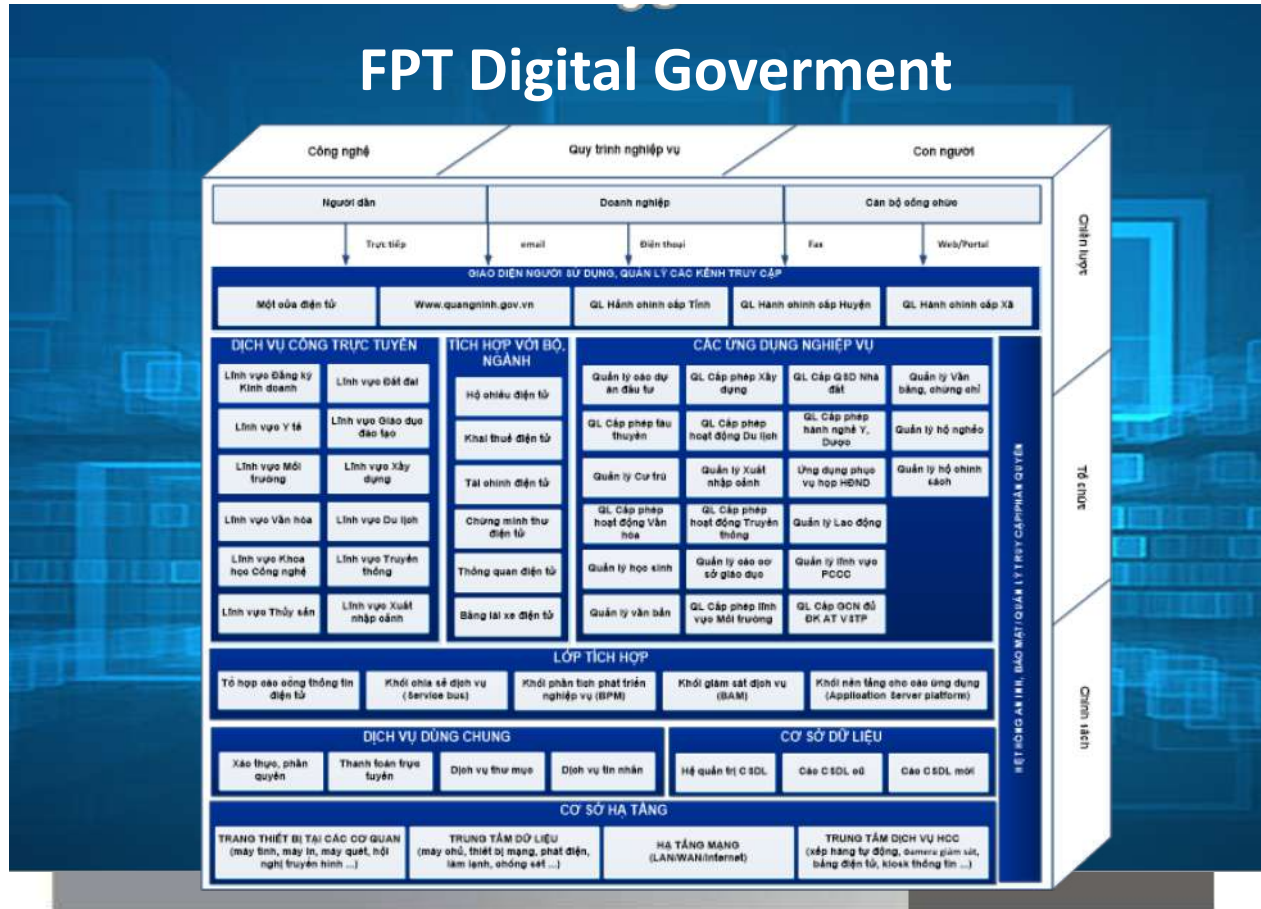 FPT Digital Goverment
Công nghệ
Quy trình nghiệp vụ
Con người
Người dân
Doanh nghiệp
Cán bộ công chức
Trực tiếp
email
Điện thoại
Fax
Web/Portal
GIAO DIỆN NGƯỜI SỬ DỤNG, QUẢN LÝ CÁC KÊNH TRUY CẬP
Một cửa điện tử
Www.quangninh.gov.vn
QL Hành chính cấp Tỉnh
QL Hành chính cấp Huyện
QL Hành chính cấp Xã
DỊCH VỤ CÔNG TRỰC TUYẾN
Lĩnh vực Đăng ký
Kinh doanh
Lĩnh vực Đất đai
Lĩnh vực Y tế
Lĩnh vực Giáo dục
đào tạo
Lĩnh vực Môi
trường
Lĩnh vực Xây
dựng
Lĩnh vực Văn hóa
Lĩnh vực Du lịch
Lĩnh vực Khoa
học Công nghệ
Lĩnh vực Truyền
thông
Lĩnh vực Thủy sản
Lĩnh vực Xuất
nhập cảnh
TÍCH HỢP VỚI BỘ,
NGÀNH
Hộ chiếu điện tử
Khai thuế điện tử
Tài chính điện tử
Chứng minh thư
điện tử
Thông quan điện tử
Bằng lái xe điện tử
CÁC ỨNG DỤNG NGHIỆP VỤ
Quản lý các dự
án đầu tư
QL Cấp phép Xây
dựng
QL Cấp QSD Nhà
đất
Quản lý Văn
bằng, chứng chỉ
QL Cấp phép tàu
thuyền
QL Cấp phép
hoạt động Du lịch
QL Cấp phép
hành nghề Y,
Dược
Quản lý hộ nghèo
Quản lý Cư trú
Quản lý Xuất
nhập cảnh
Ứng dụng phục
vụ họp HĐND
Quản lý hộ chính
sách
QL Cấp phép
hoạt động Văn
hóa
QL Cấp phép
hoạt động Truyền
thông
Quản lý Lao động
Quản lý học sinh
Quản lý các cơ
sở giáo dục
Quản lý lĩnh vực
PCCC
Quản lý văn bản
QL Cấp phép lĩnh
vực Môi trường
QL Cấp GCN đủ
ĐK AT VSTP
LỚP TÍCH HỢP
Tổ hợp các cổng thông tin
điện tử
Khối chia sẻ dịch vụ
(Service bus)
Khối phân tích phát triển
nghiệp vụ (BPM)
Khối giám sát dịch vụ
(BAM)
Khối nền tảng cho các ứng dụng
(Application Server platform)
DỊCH VỤ DÙNG CHUNG
Xác thực, phân
quyền
Thanh toán trực
tuyến
Dịch vụ thư mục
Dịch vụ tin nhắn
CƠ SỞ DỮ LIỆU
Hệ quản trị CSDL
Các CSDL cũ
Các CSDL mới
CƠ SỞ HẠ TẦNG
TRANG THIẾT BỊ TẠI CÁC CƠ QUAN
(máy tính, máy in, máy quét, hội
nghị truyền hình ...)
TRUNG TÂM DỮ LIỆU
(máy chủ, thiết bị mạng, phát điện,
làm lạnh, chống sét ...)
HẠ TẦNG MẠNG
(LAN/WAN/Internet)
TRUNG TÂM DỊCH VỤ HCC
(xếp hàng tự động, camera giám sát,
bảng điện tử, kiosk thông tin ...)
HỆ THỐNG AN NINH, BẢO MẬT/ QUẢN LÝ TRUY CẬP/PHÂN QUYỀN
Chiến lược
Tổ chức
Chính sách